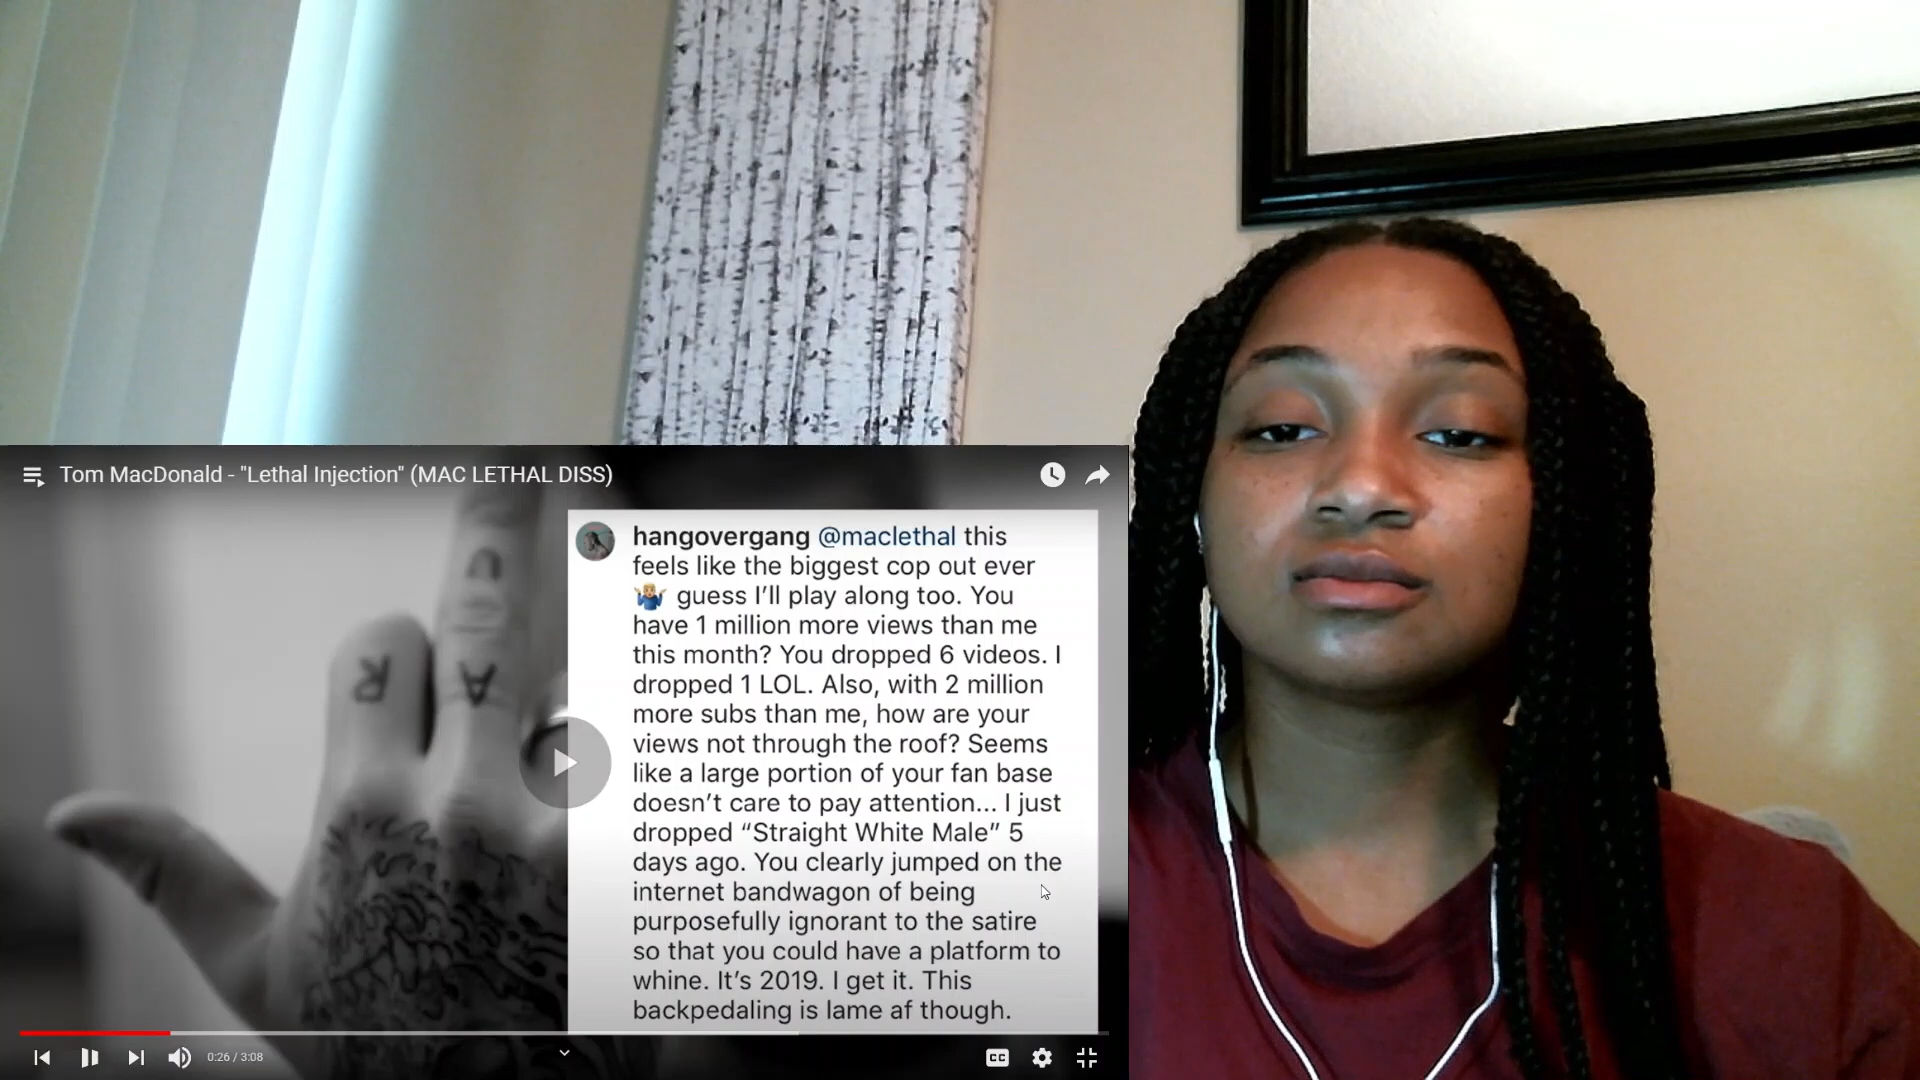 Tom MacDonald - "Lethal Injection" (MAC LETHAL DISS)
hangovergang @maclethal this
feels like the biggest cop out ever
🤷🏼‍♂️ guess I’ll play along too. You
have 1 million more views than me
this month? You dropped 6 videos. I
dropped 1 LOL. Also, with 2 million
more subs than me, how are your
views not through the roof? Seems
like a large portion of your fan base
doesn’t care to pay attention... I just
dropped “Straight White Male” 5
days ago. You clearly jumped on the
internet bandwagon of being
purposefully ignorant to the satire
so that you could have a platform to
whine. It’s 2019. I get it. This
backpedaling is lame af though.
R A
0:26 / 3:08
CC